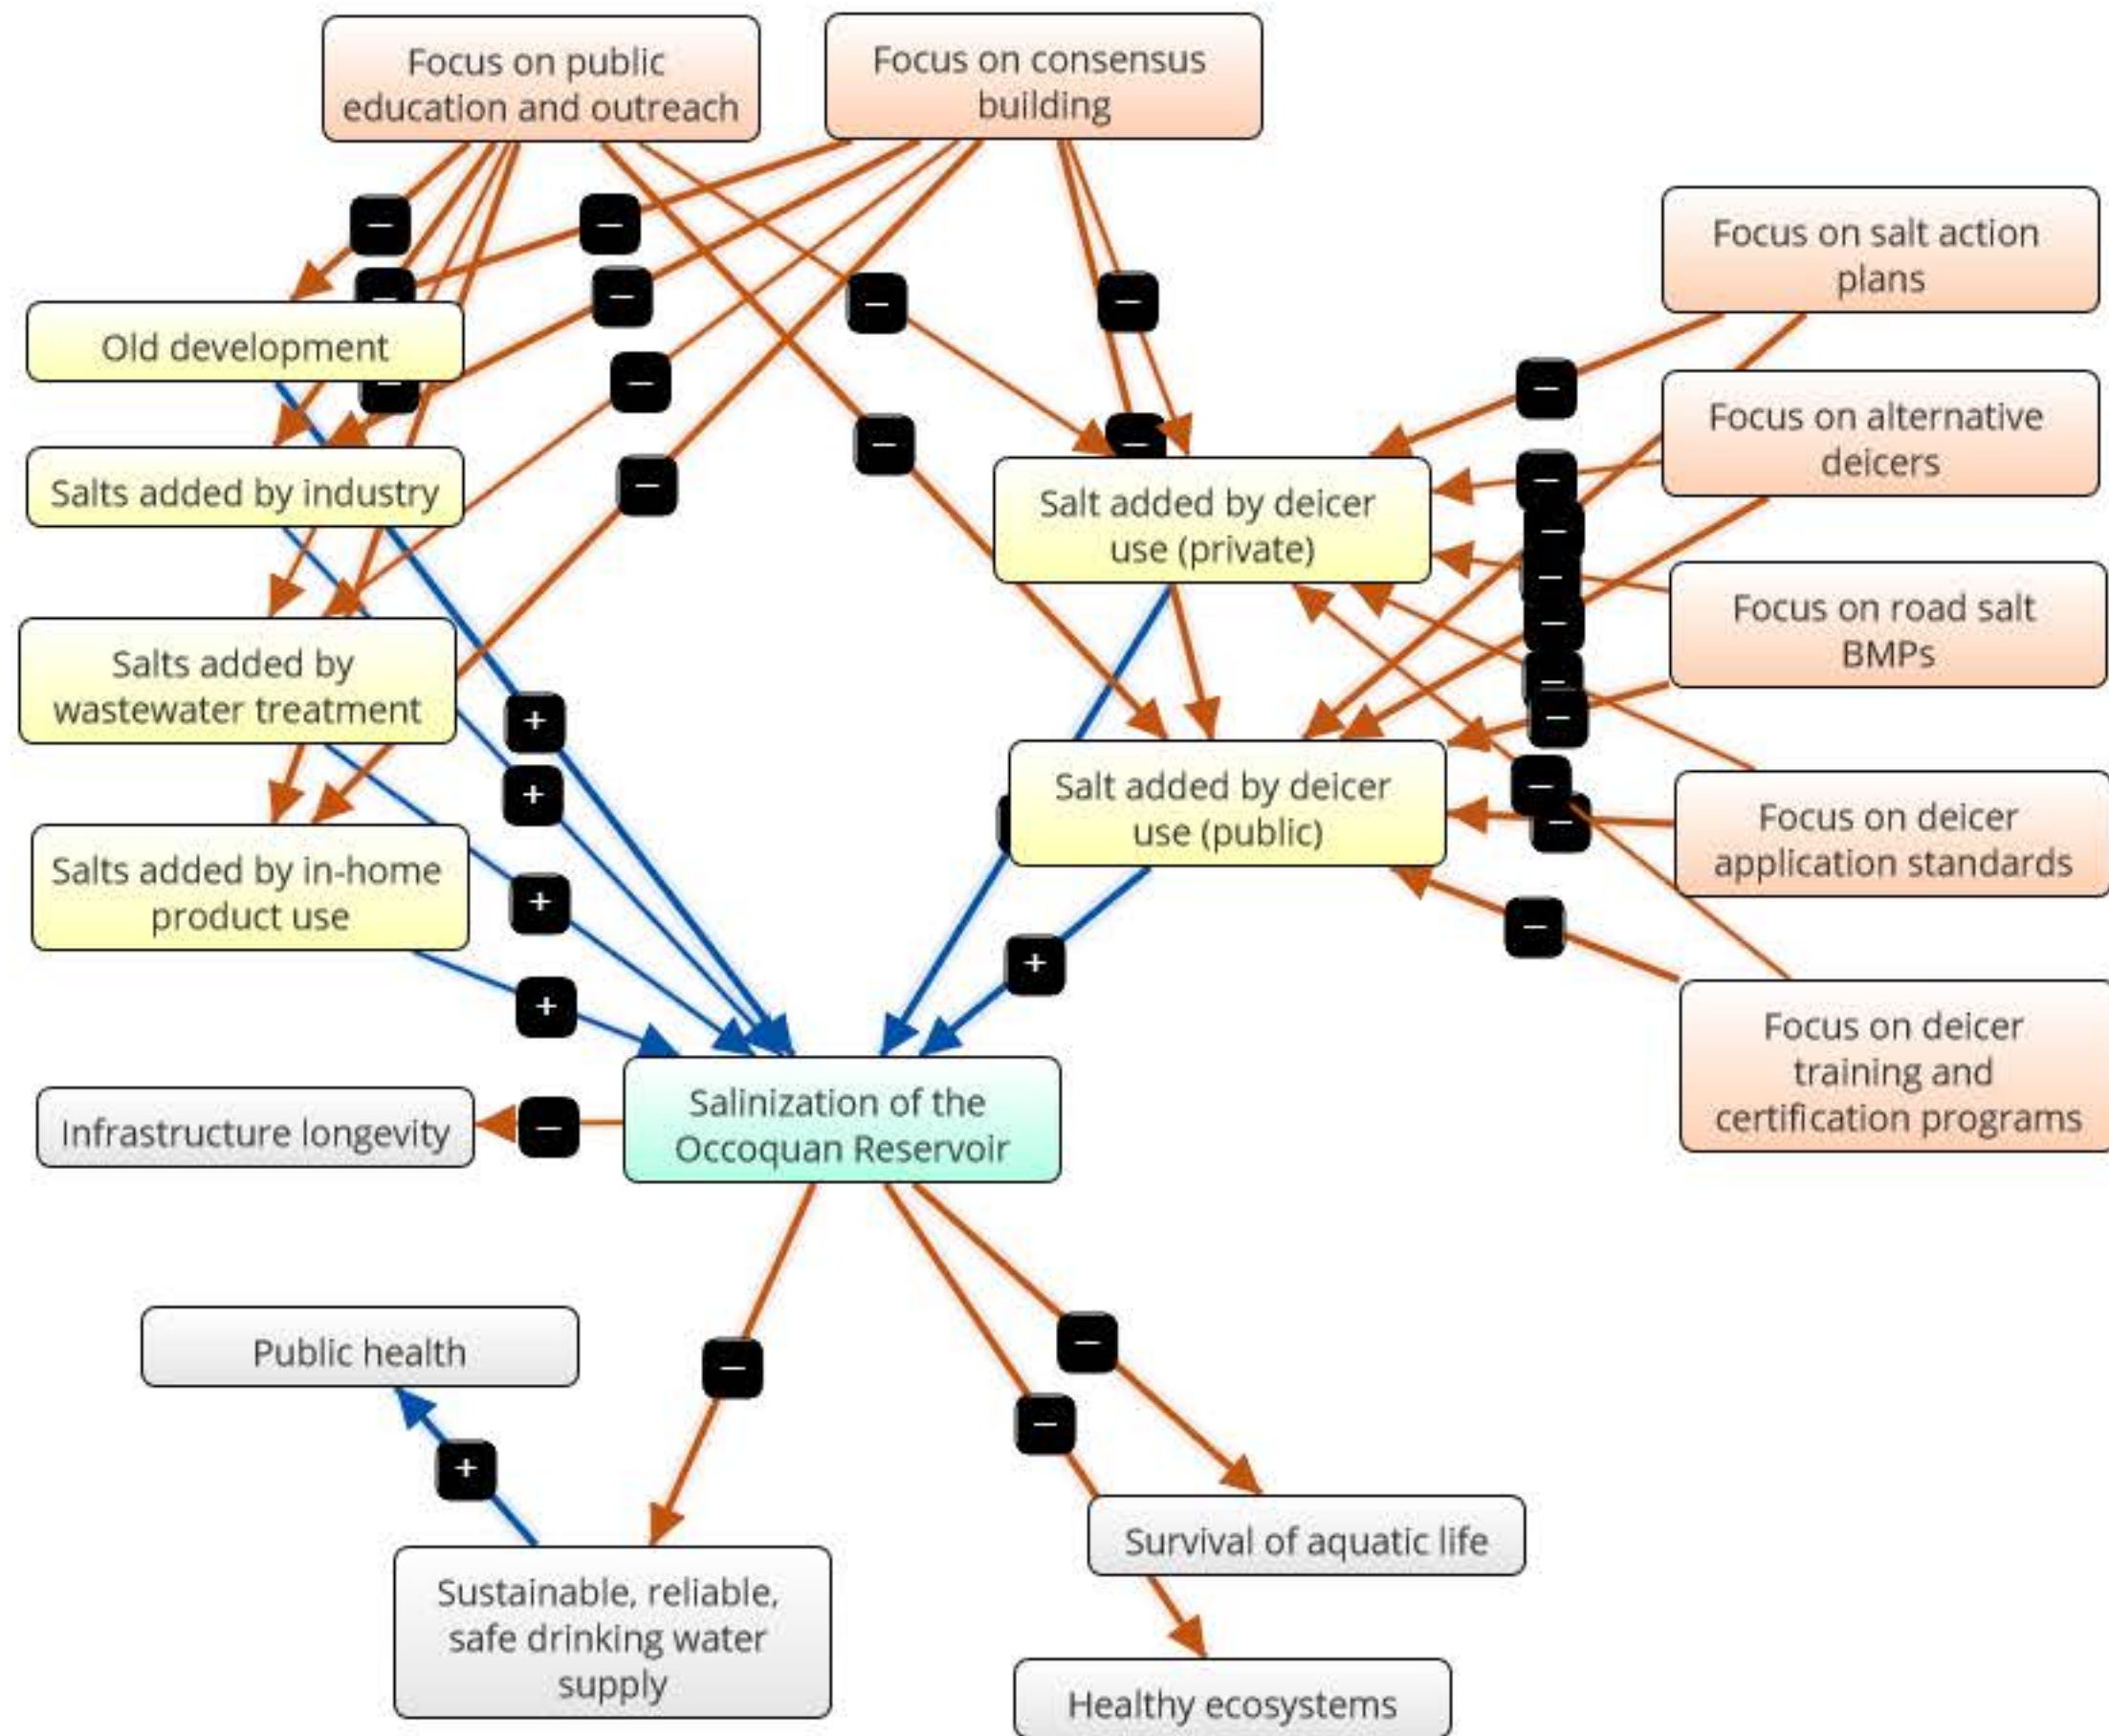 Focus on public
education and outreach
Focus on consensus
building
Focus on salt action
plans
Old development
Focus on alternative
deicers
Salts added by industry
Salt added by deicer
use (private)
Focus on road salt
BMPs
Salts added by
wastewater treatment
Salt added by deicer
use (public)
Focus on deicer
application standards
Salts added by in-home
product use
Focus on deicer
training and
certification programs
Salinization of the
Occoquan Reservoir
Infrastructure longevity
Public health
Survival of aquatic life
Sustainable, reliable,
safe drinking water
supply
Healthy ecosystems